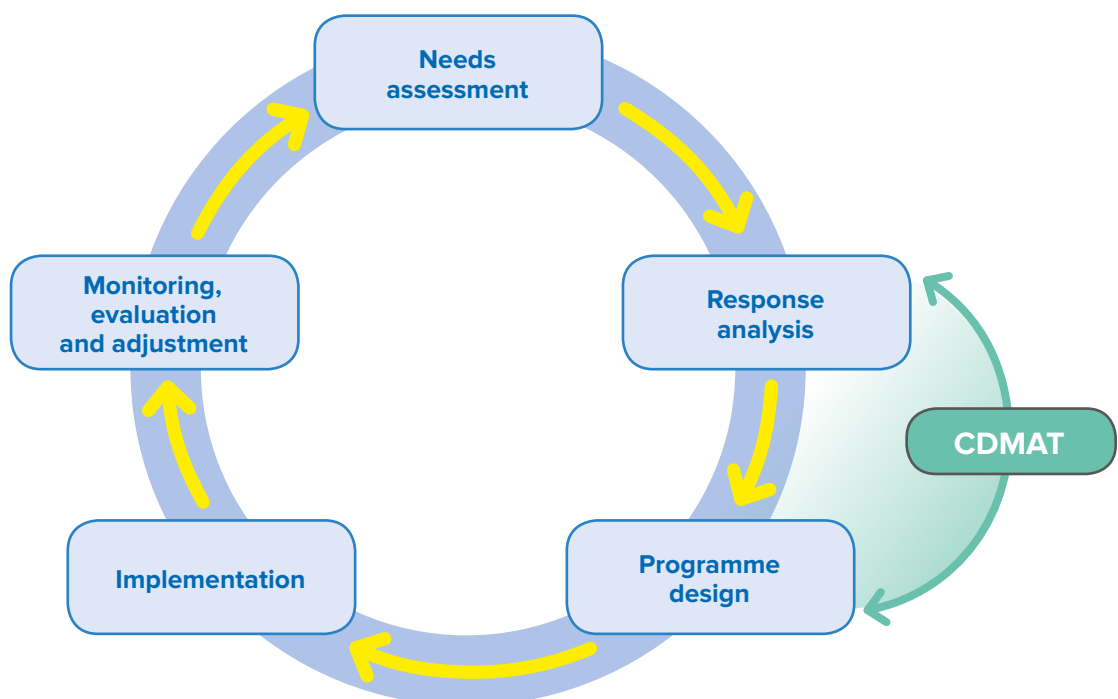 Needs
assessment
Response
analysis
CDMAT
Programme
design
Implementation
Monitoring,
evaluation
and adjustment